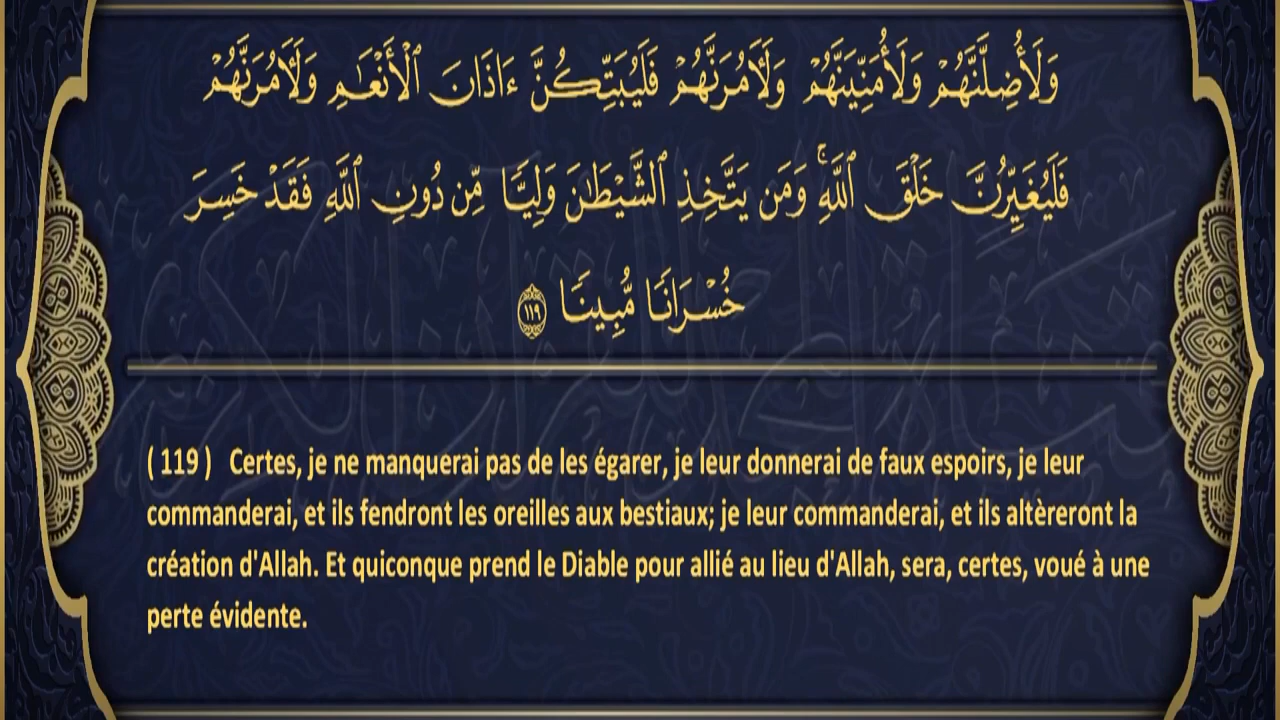 وَلَأُضِلَّنَّهُمْ وَلَأُمَنِّيَنَّهُمْ وَلَـَٔامُرَنَّهُمْ فَلَيُبَتِّكُنَّ ءَاذَانَ ٱلْأَنْعَٰمِ وَلَـَٔامُرَنَّهُمْ
فَلَيُغَيِّرُنَّ خَلْقَ ٱللَّهِۚ وَمَن يَتَّخِذِ ٱلشَّيْطَٰنَ وَلِيًّا مِّن دُونِ ٱللَّهِ فَقَدْ خَسِرَ
خُسْرَانًا مُّبِينًا ١١٩
( 119 ) Certes, je ne manquerai pas de les égarer, je leur donnerai de faux espoirs, je leur
commanderai, et ils fendront les oreilles aux bestiaux; je leur commanderai, et ils altèreront la
création d'Allah. Et quiconque prend le Diable pour allié au lieu d'Allah, sera, certes, voué à une
perte évidente.